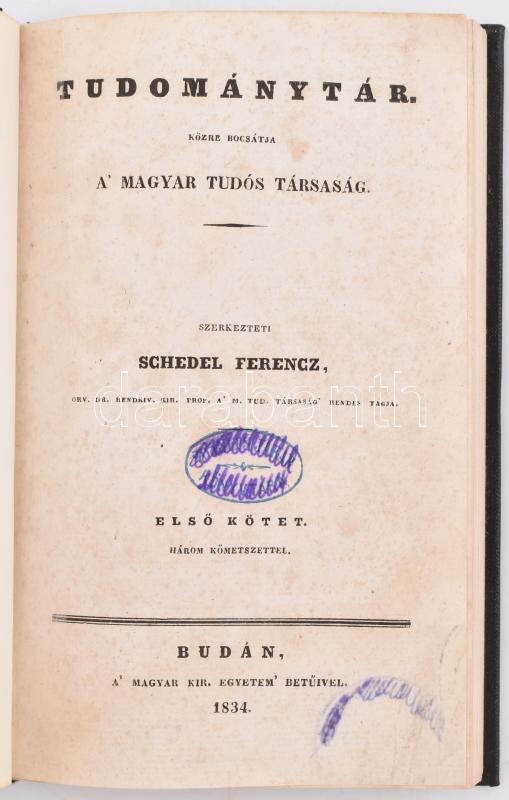 TUDOMÁNYTÁR.
KÖZRE BOCSÁTJA
A' MAGYAR TUDÓS TÁRSASÁG.
SZERKEZTETI
SCHEDEL FERENCZ,
ORV. DR. RENDKIV. KIR. PROF. A' M. TUD. TÁRSASÁG' RENDES TAGJA.
darabanth
ELSŐ KÖTET.
HÁROM KŐMETSZETTEL.
BUDÁN,
A' MAGYAR KIR. EGYETEM' BETŰIVEL.
1834.